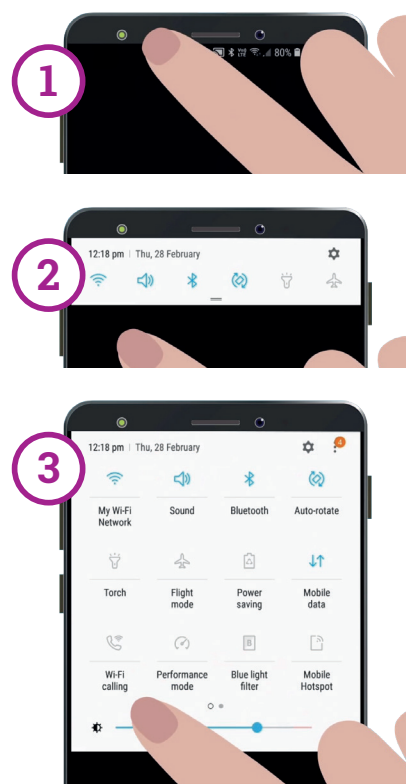 1
80%
2
12:18 pm Thu, 28 February
3
12:18 pm Thu, 28 February
My Wi-Fi Sound Bluetooth Auto-rotate
Network
Torch Flight Power Mobile
mode saving data
B
Wi-Fi Performance Blue light Mobile
calling mode filter Hotspot